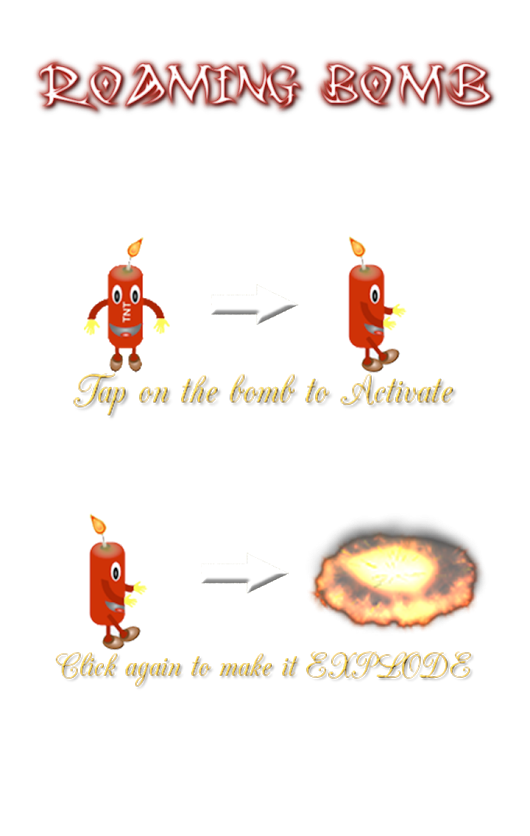 ROAMING BOMB
TNT
Tap on the bomb to Activate
Click again to make it EXPLODE